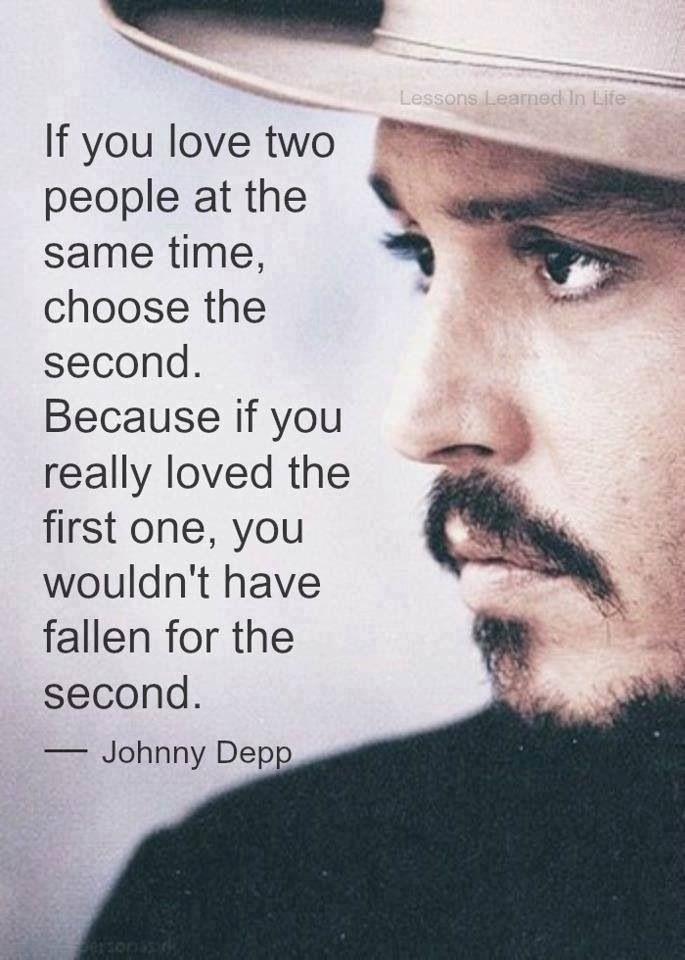 Lessons Learned In Life
If you love two
people at the
same time,
choose the
second.
Because if you
really loved the
first one, you
wouldn't have
fallen for the
second.
— Johnny Depp